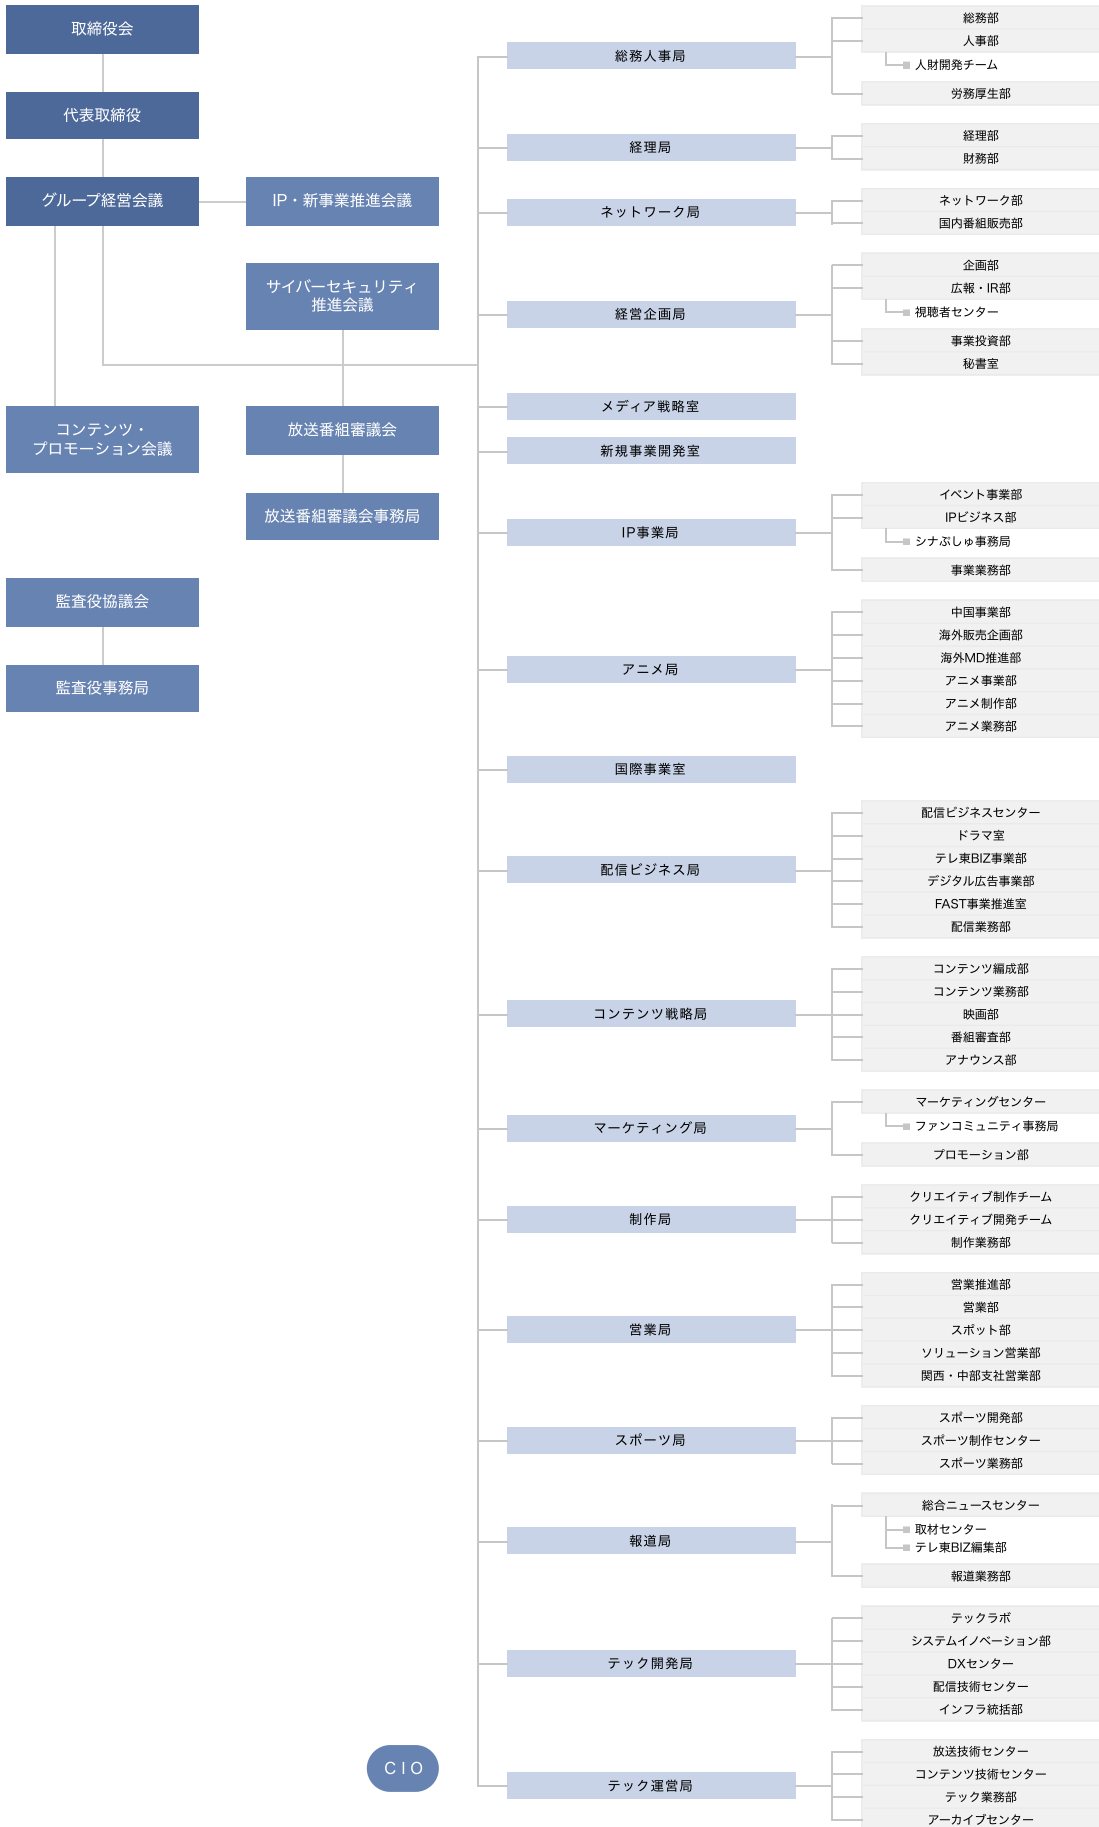 取締役会
代表取締役
グループ経営会議
IP・新事業推進会議
サイバーセキュリティ
推進会議
コンテンツ・
プロモーション会議
放送番組審議会
放送番組審議会事務局
監査役協議会
監査役事務局
CIO
総務人事局
総務部
人事部
人財開発チーム
労務厚生部
経理局
経理部
財務部
ネットワーク局
ネットワーク部
国内番組販売部
経営企画局
企画部
広報・IR部
視聴者センター
事業投資部
秘書室
メディア戦略室
新規事業開発室
IP事業局
イベント事業部
IPビジネス部
シナぷしゅ事務局
事業業務部
アニメ局
中国事業部
海外販売企画部
海外MD推進部
アニメ事業部
アニメ制作部
アニメ業務部
国際事業室
配信ビジネス局
配信ビジネスセンター
ドラマ室
テレ東BIZ事業部
デジタル広告事業部
FAST事業推進室
配信業務部
コンテンツ戦略局
コンテンツ編成部
コンテンツ業務部
映画部
番組審査部
アナウンス部
マーケティング局
マーケティングセンター
ファンコミュニティ事務局
プロモーション部
制作局
クリエイティブ制作チーム
クリエイティブ開発チーム
制作業務部
営業局
営業推進部
営業部
スポット部
ソリューション営業部
関西・中部支社営業部
スポーツ局
スポーツ開発部
スポーツ制作センター
スポーツ業務部
報道局
総合ニュースセンター
取材センター
テレ東BIZ編集部
報道業務部
テック開発局
テックラボ
システムイノベーション部
DXセンター
配信技術センター
インフラ統括部
テック運営局
放送技術センター
コンテンツ技術センター
テック業務部
アーカイブセンター